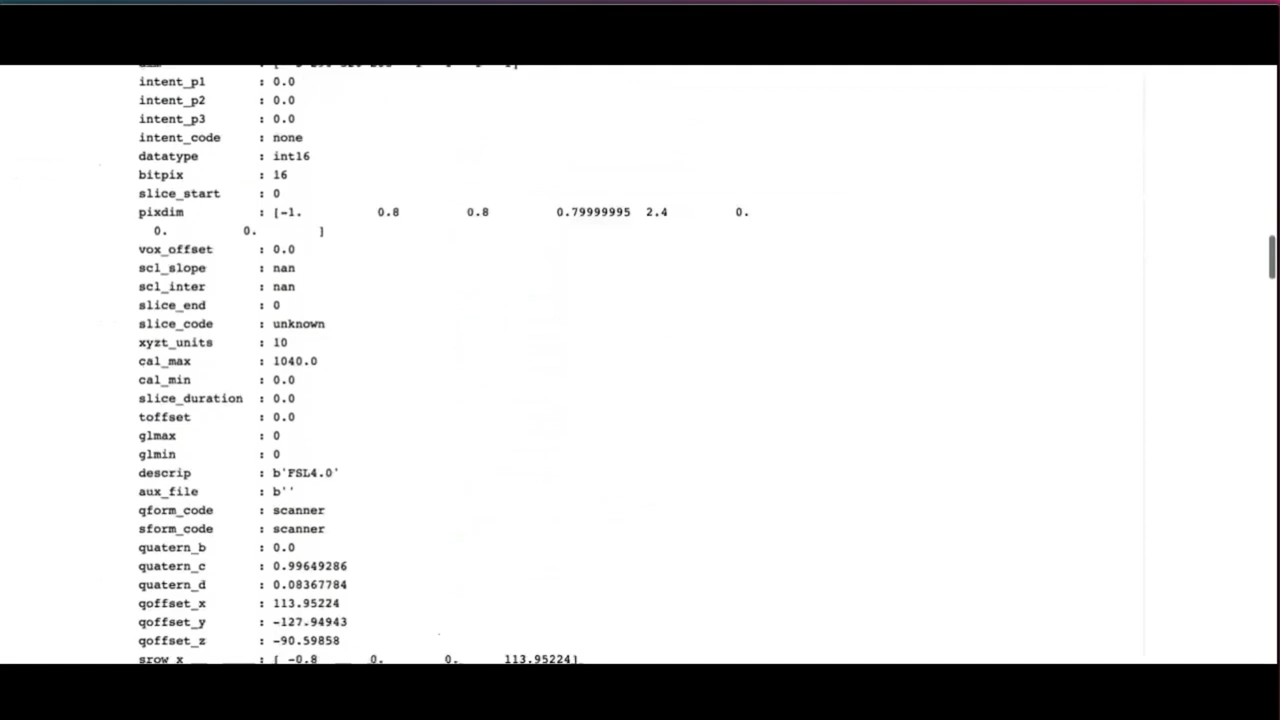 intent_p1 : 0.0
intent_p2 : 0.0
intent_p3 : 0.0
intent_code : none
datatype : int16
bitpix : 16
slice_start : 0
pixdim : [-1. 0.8 0.8 0.79999995 2.4 0.
0. 0. ]
vox_offset : 0.0
scl_slope : nan
scl_inter : nan
slice_end : 0
slice_code : unknown
xyzt_units : 10
cal_max : 1040.0
cal_min : 0.0
slice_duration : 0.0
toffset : 0.0
glmax : 0
glmin : 0
descrip : b'FSL4.0'
aux_file : b''
qform_code : scanner
sform_code : scanner
quatern_b : 0.0
quatern_c : 0.99649286
quatern_d : 0.08367784
qoffset_x : 113.95224
qoffset_y : -127.94943
qoffset_z : -90.59858
srow_x : [ -0.8 0. 0. 113.95224]